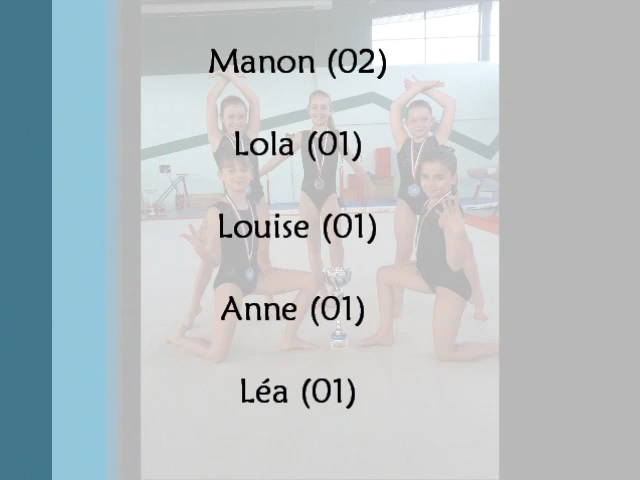 Manon (02)
Lola (01)
Louise (01)
Anne (01)
Léa (01)